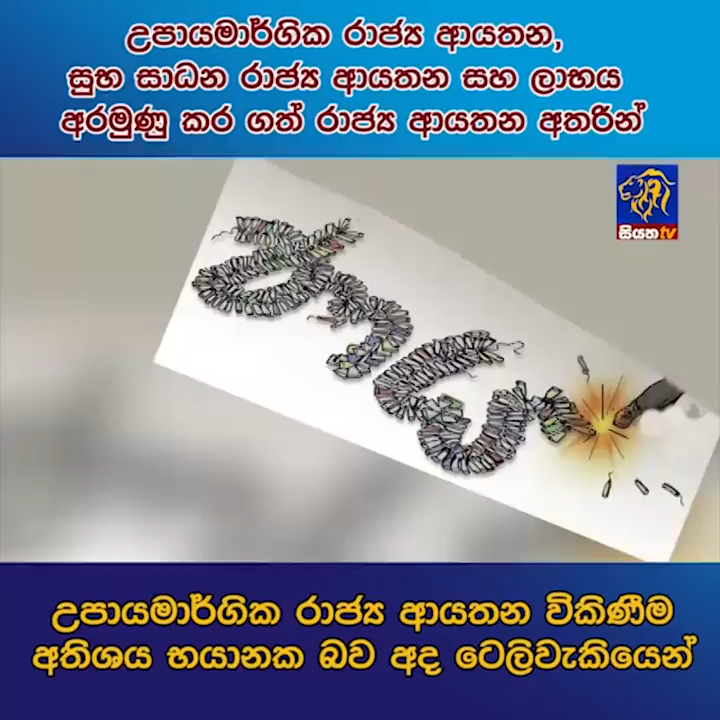 උපායමාර්ගික රාජ්‍ය ආයතන,
සුභ සාධන රාජ්‍ය ආයතන සහ ලාභය
අරමුණු කර ගත් රාජ්‍ය ආයතන අතරින්
සියත tv
උපායමාර්ගික රාජ්‍ය ආයතන විකිණීම
අතිශය භයානක බව අද ටෙලිවැකියෙන්